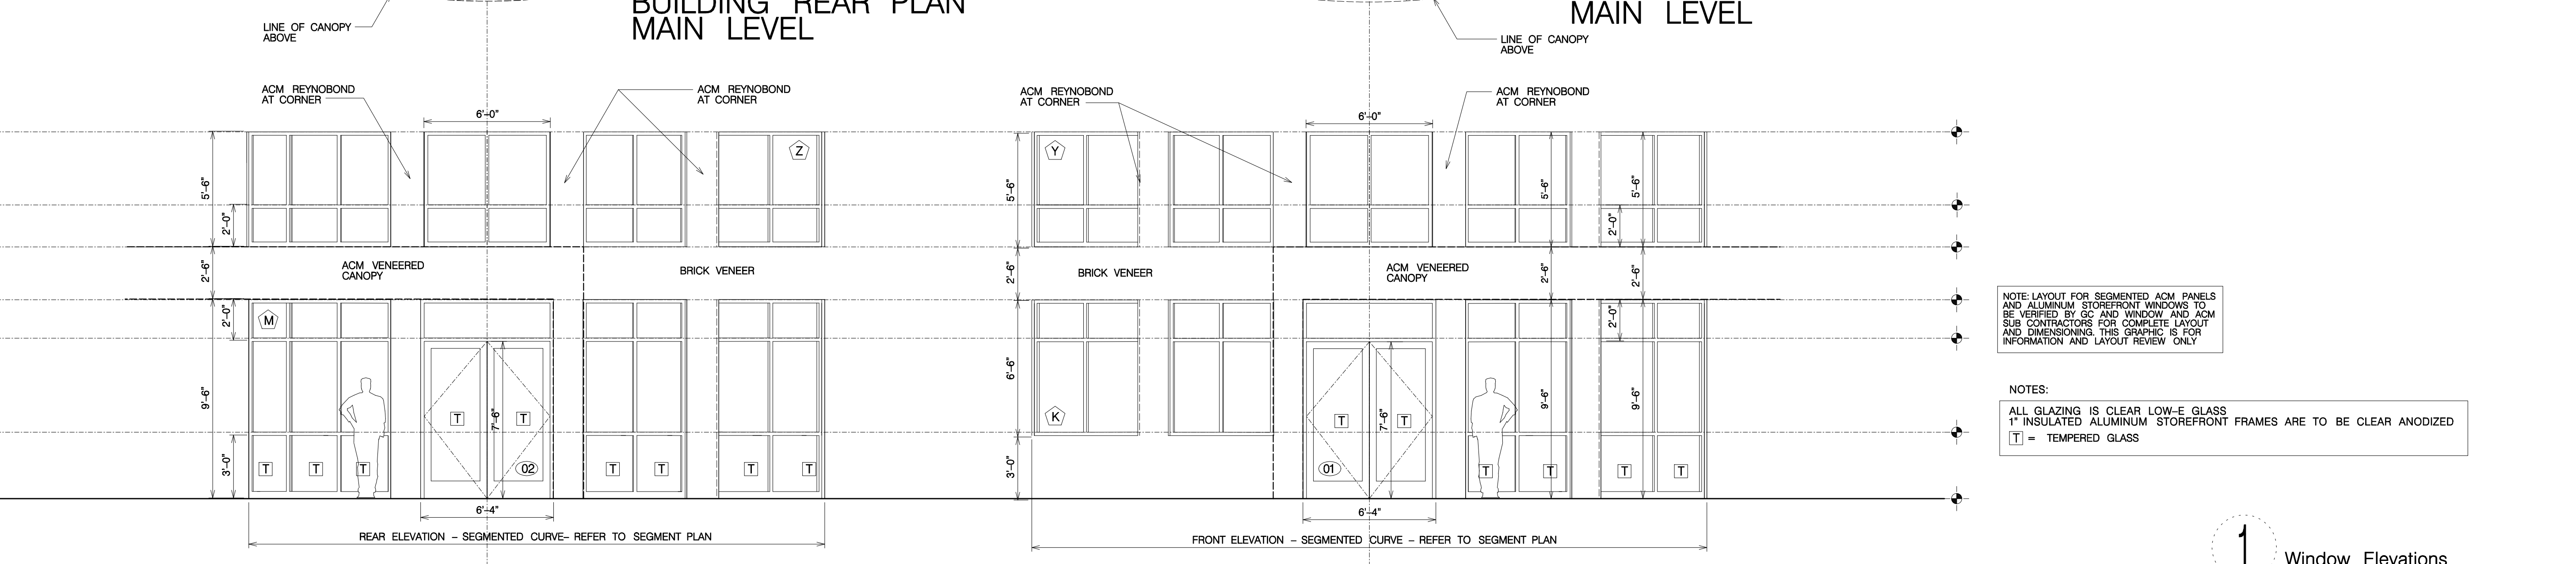 BUILDING REAR PLAN
MAIN LEVEL
MAIN LEVEL
LINE OF CANOPY
ABOVE
LINE OF CANOPY
ABOVE
ACM REYNOBOND
AT CORNER
ACM REYNOBOND
AT CORNER
ACM REYNOBOND
AT CORNER
ACM REYNOBOND
AT CORNER
6'-0"
6'-0"
Z
Y
5'-6"
2'-0"
5'-6"
5'-6"
5'-6"
2'-0"
2'-6"
ACM VENEERED
CANOPY
BRICK VENEER
2'-6"
BRICK VENEER
ACM VENEERED
CANOPY
2'-6"
2'-6"
2'-0"
M
2'-0"
NOTE: LAYOUT FOR SEGMENTED ACM PANELS
AND ALUMINUM STOREFRONT WINDOWS TO
BE VERIFIED BY GC AND WINDOW AND ACM
SUB CONTRACTORS FOR COMPLETE LAYOUT
AND DIMENSIONING. THIS GRAPHIC IS FOR
INFORMATION AND LAYOUT REVIEW ONLY
9'-6"
T
7'-6"
T
6'-6"
K
T
7'-6"
T
9'-6"
9'-6"
NOTES:
ALL GLAZING IS CLEAR LOW-E GLASS
1" INSULATED ALUMINUM STOREFRONT FRAMES ARE TO BE CLEAR ANODIZED
T = TEMPERED GLASS
3'-0"
T T T
02
T T T T
3'-0"
01
T T T T
6'-4"
6'-4"
REAR ELEVATION - SEGMENTED CURVE- REFER TO SEGMENT PLAN
FRONT ELEVATION - SEGMENTED CURVE - REFER TO SEGMENT PLAN
1
Window Elevations